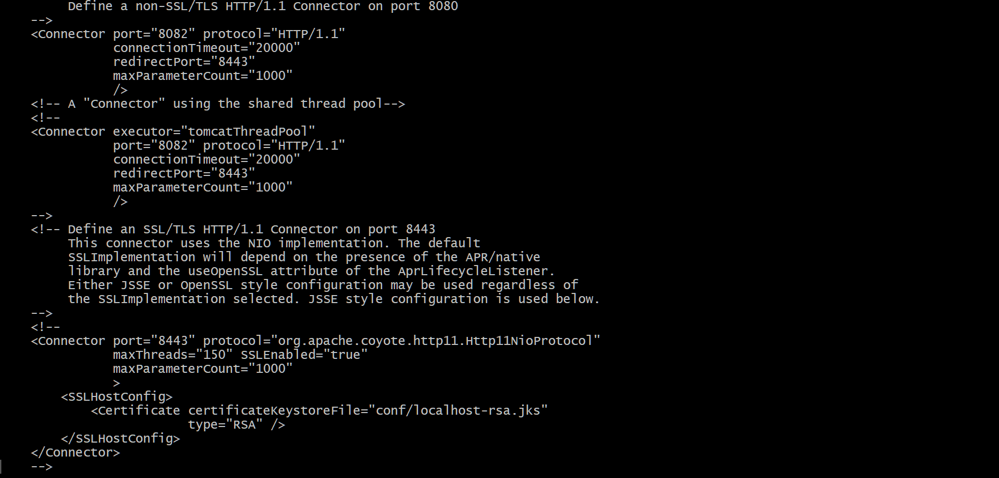 Define a non-SSL/TLS HTTP/1.1 Connector on port 8080
-->
<Connector port="8082" protocol="HTTP/1.1"
connectionTimeout="20000"
redirectPort="8443"
maxParameterCount="1000"
/>
<!-- A "Connector" using the shared thread pool-->
<!--
<Connector executor="tomcatThreadPool"
port="8082" protocol="HTTP/1.1"
connectionTimeout="20000"
redirectPort="8443"
maxParameterCount="1000"
/>
-->
<!-- Define an SSL/TLS HTTP/1.1 Connector on port 8443
This connector uses the NIO implementation. The default
SSLImplementation will depend on the presence of the APR/native
library and the useOpenSSL attribute of the AprLifecycleListener.
Either JSSE or OpenSSL style configuration may be used regardless of
the SSLImplementation selected. JSSE style configuration is used below.
-->
<!--
<Connector port="8443" protocol="org.apache.coyote.http11.Http11NioProtocol"
maxThreads="150" SSLEnabled="true"
maxParameterCount="1000"
>
<SSLHostConfig>
<Certificate certificateKeystoreFile="conf/localhost-rsa.jks"
type="RSA" />
</SSLHostConfig>
</Connector>
-->